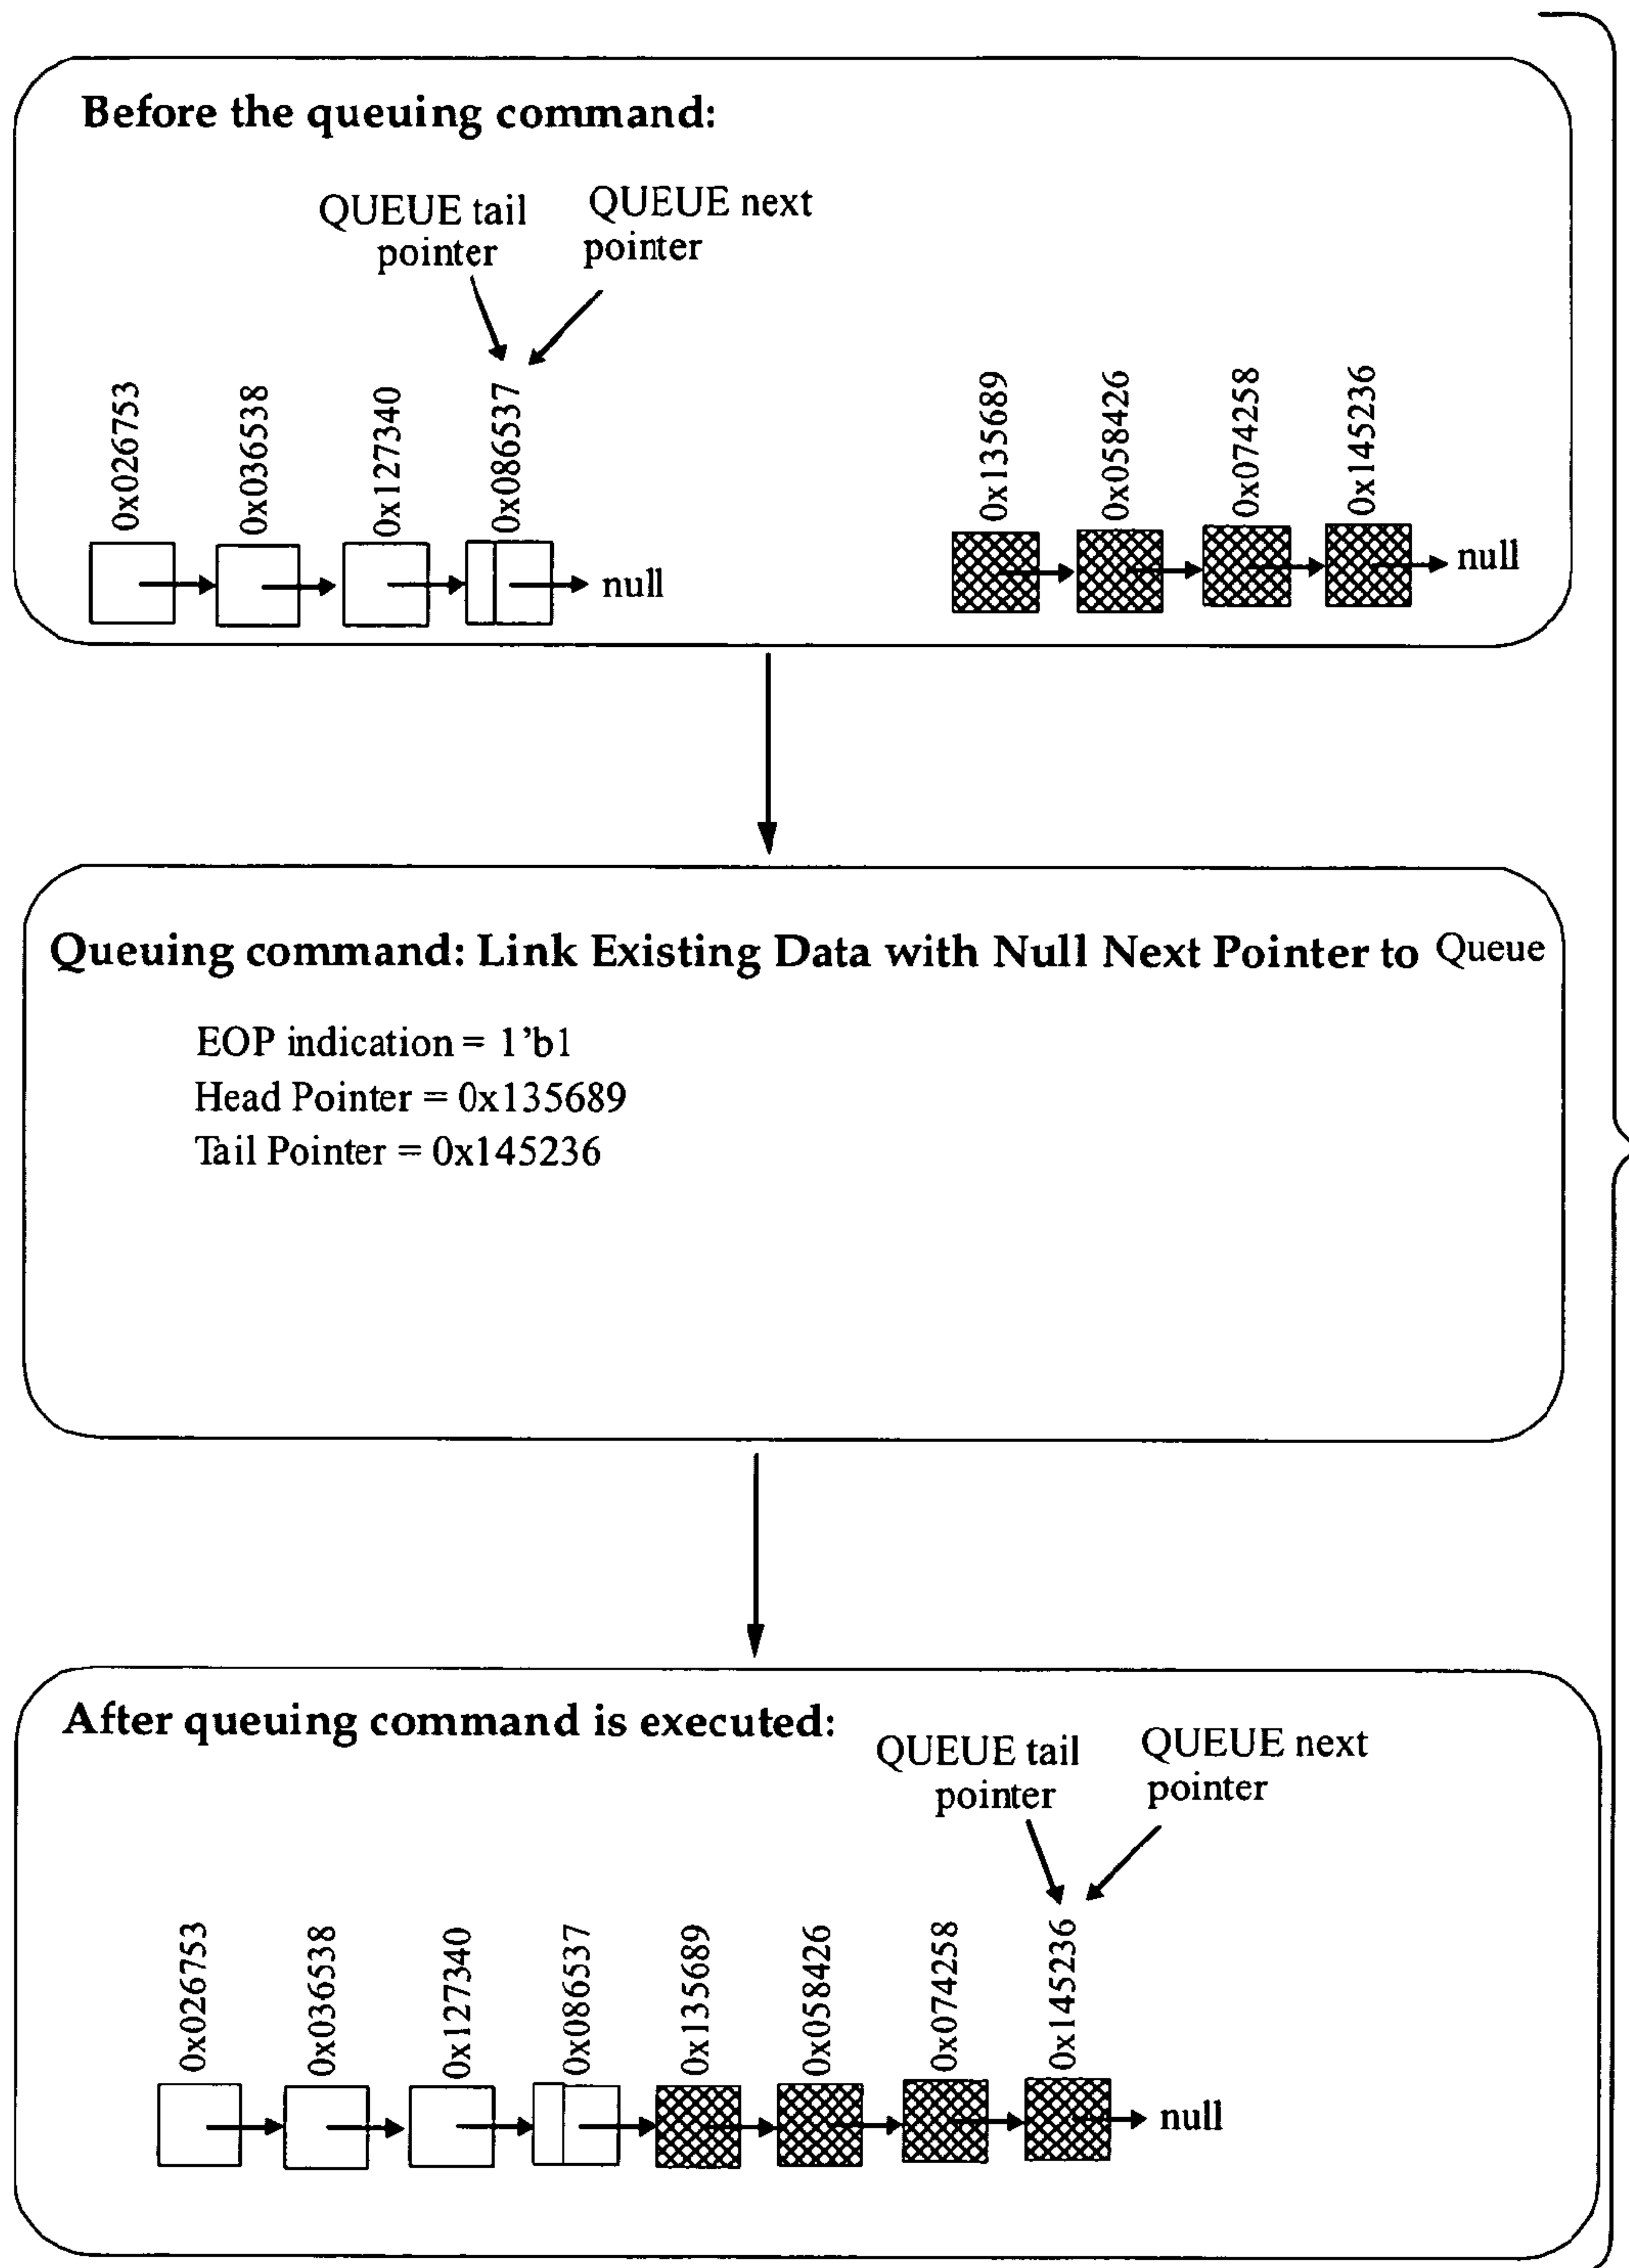 Before the queuing command:
QUEUE tail
pointer
QUEUE next
pointer
0x026753
0x036538
0x127340
0x086537
null
0x135689
0x058426
0x074258
0x145236
null
Queuing command: Link Existing Data with Null Next Pointer to Queue
EOP indication = 1’b1
Head Pointer = 0x135689
Tail Pointer = 0x145236
After queuing command is executed:
QUEUE tail
pointer
QUEUE next
pointer
0x026753
0x036538
0x127340
0x086537
0x135689
0x058426
0x074258
0x145236
null